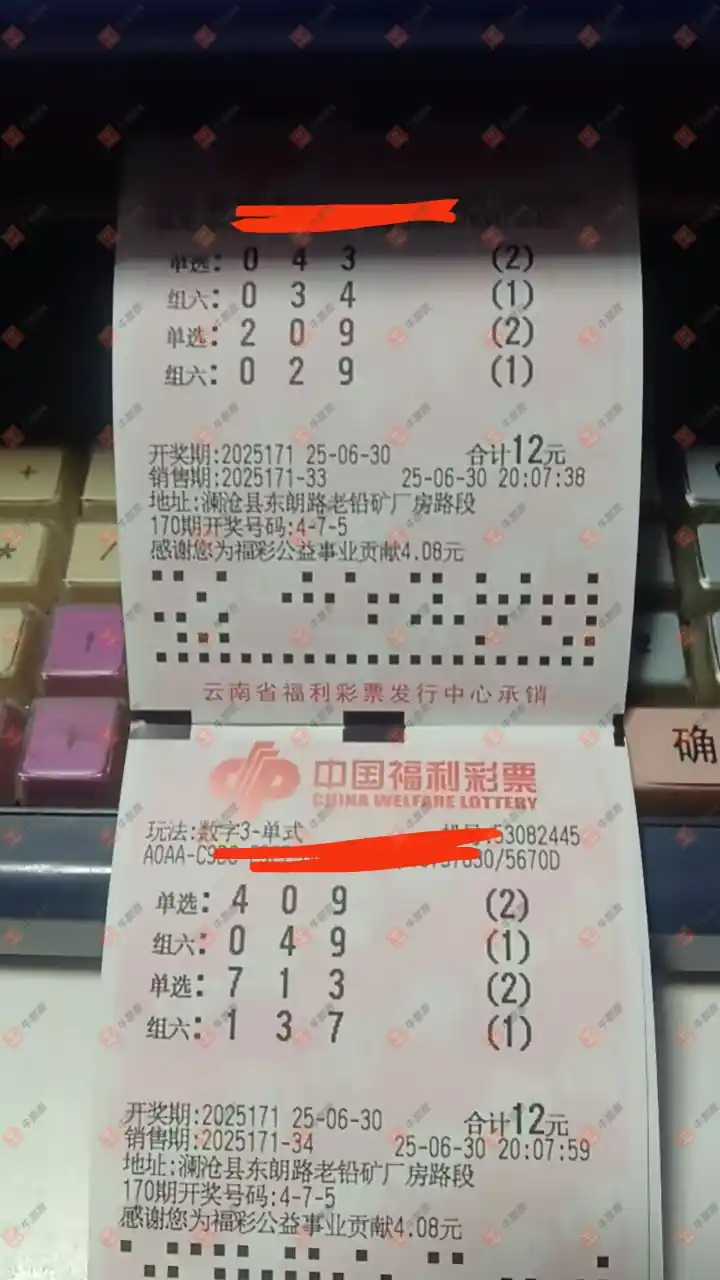 单选: 0 4 3 (2)
组六: 0 3 4 (1)
单选: 2 0 9 (2)
组六: 0 2 9 (1)
开奖期:2025171 25-06-30 合计12元
销售期:2025171-33 25-06-30 20:07:38
地址:澜沧县东朗路老铅矿厂房路段
170期开奖号码:4-7-5
感谢您为福彩公益事业贡献4.08元
云南省福利彩票发行中心承销
中国福利彩票
CHINA WELFARE LOTTERY
确
玩法:数字3-单式 53082445
A0AA- /5670D
单选: 4 0 9 (2)
组六: 0 4 9 (1)
单选: 7 1 3 (2)
组六: 1 3 7 (1)
开奖期:2025171 25-06-30 合计12元
销售期:2025171-34 25-06-30 20:07:59
地址:澜沧县东朗路老铅矿厂房路段
170期开奖号码:4-7-5
感谢您为福彩公益事业贡献4.08元